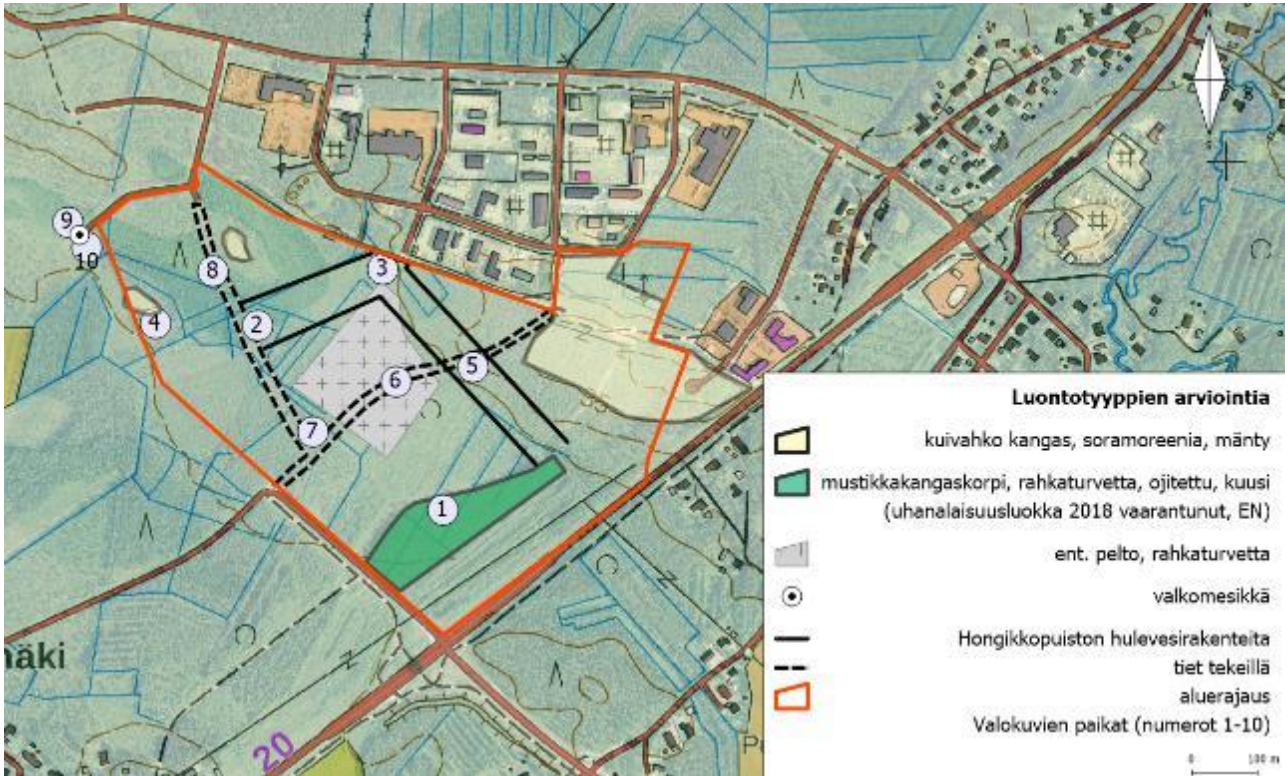 9
10
8
3
4
2
5
6
7
1
20
Luontotyyppien arviointia
kuivahko kangas, soramoreenia, mänty
mustikkakangaskorpi, rahkaturvetta, ojitettu, kuusi
(uhanalaisuusluokka 2018 vaarantunut, EN)
ent. pelto, rahkaturvetta
valkomesikkä
Hongikkopuiston hulevesirakenteita
tiet tekeillä
aluerajaus
Valokuvien paikat (numerot 1-10)
0 100 m